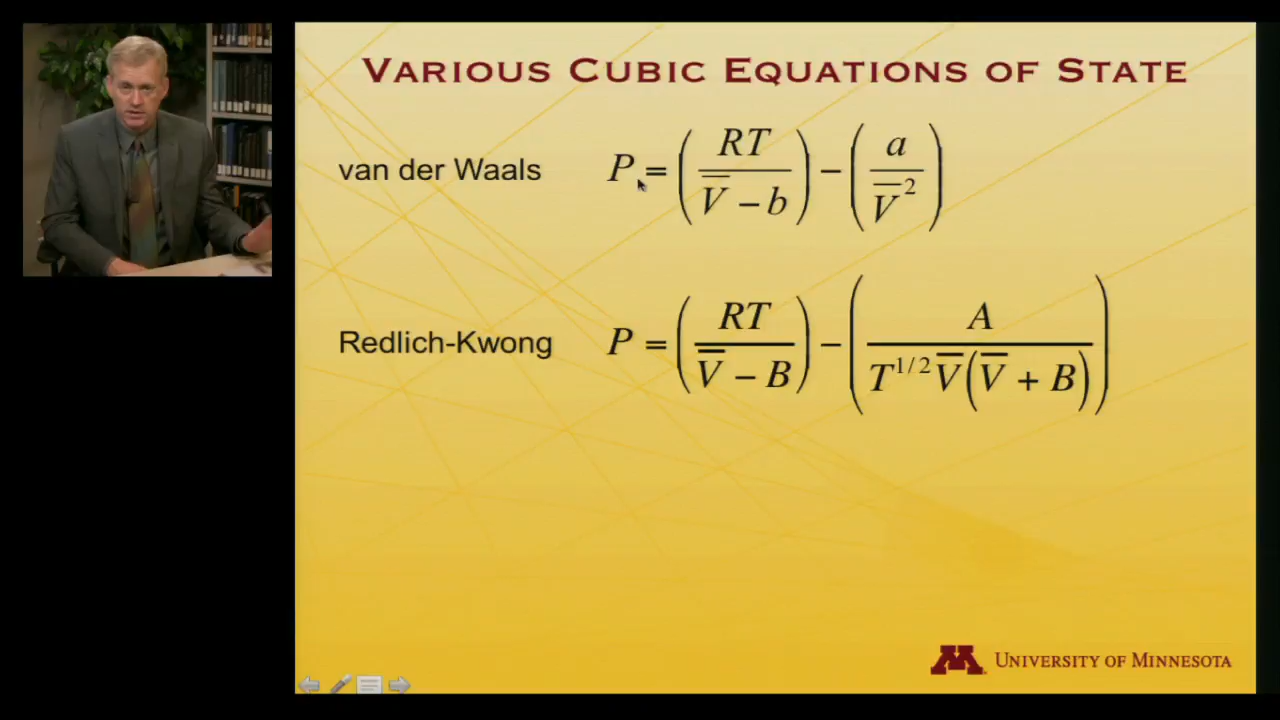 VARIOUS CUBIC EQUATIONS OF STATE
van der Waals P = (RT / (V̅ − b)) − (a / V̅²)
Redlich-Kwong P = (RT / (V̅ − B)) − (A / (T^{1/2} V̅(V̅ + B)))
M UNIVERSITY OF MINNESOTA